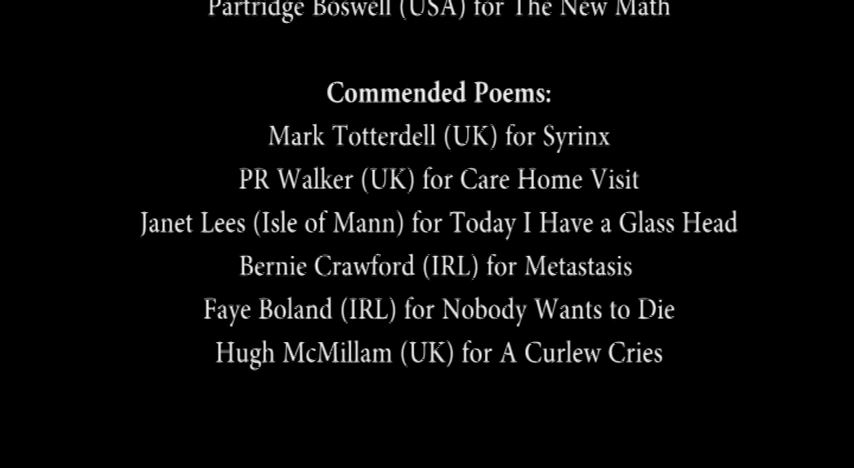 Partridge Boswell (USA) for The New Math
Commended Poems:
Mark Totterdell (UK) for Syrinx
PR Walker (UK) for Care Home Visit
Janet Lees (Isle of Mann) for Today I Have a Glass Head
Bernie Crawford (IRL) for Metastasis
Faye Boland (IRL) for Nobody Wants to Die
Hugh McMillam (UK) for A Curlew Cries